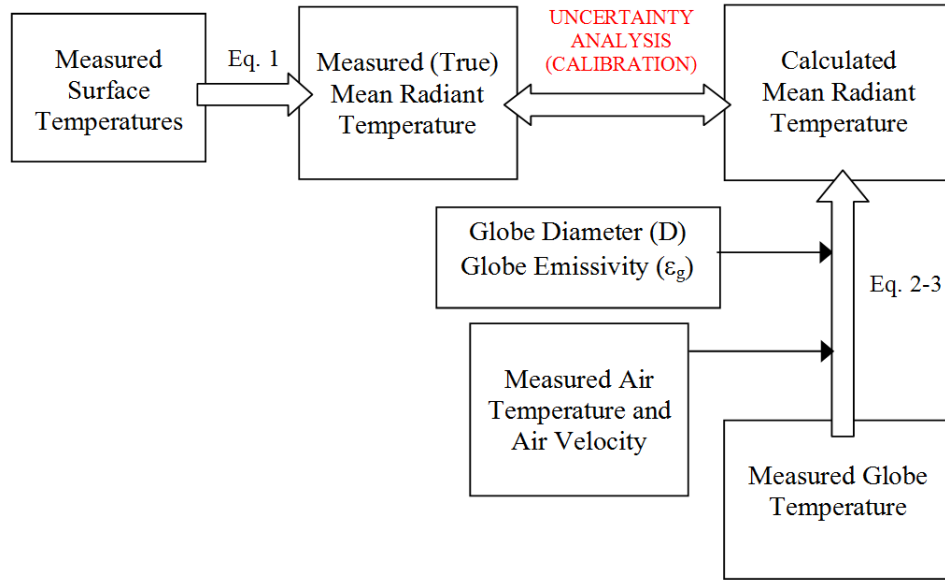 Measured
Surface
Temperatures
Eq. 1
Measured (True)
Mean Radiant
Temperature
UNCERTAINTY
ANALYSIS
(CALIBRATION)
Calculated
Mean Radiant
Temperature
Globe Diameter (D)
Globe Emissivity (εg)
Eq. 2-3
Measured Air
Temperature and
Air Velocity
Measured Globe
Temperature